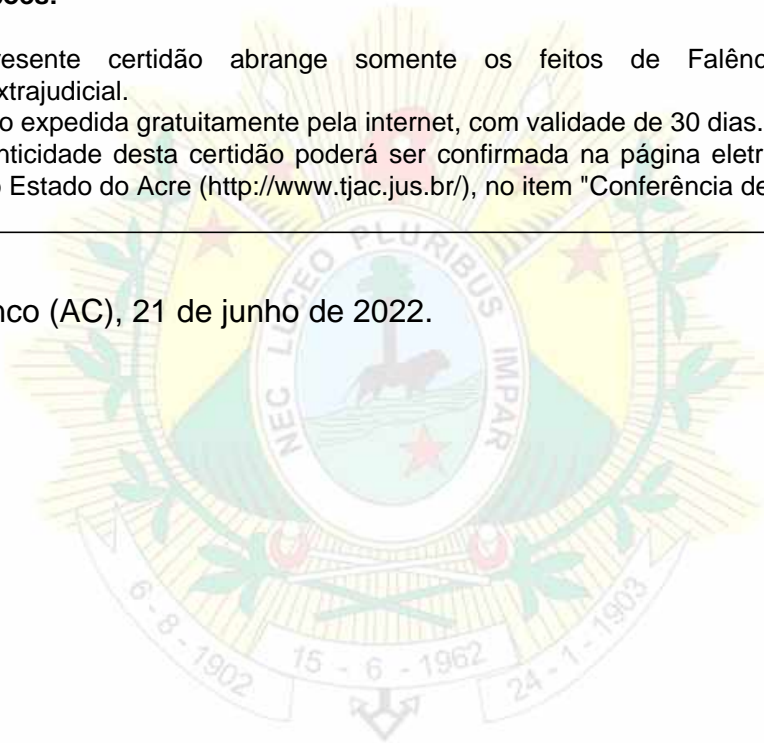 resente certidão abrange somente os feitos de Falênc
xtrajudicial.
o expedida gratuitamente pela internet, com validade de 30 dias.
nticidade desta certidão poderá ser confirmada na página eletr
o Estado do Acre (http://www.tjac.jus.br/), no item "Conferência de
nco (AC), 21 de junho de 2022.
NEC LUCEO PLURIBUS IMPAR
6 - 8 - 1902
15 - 6 - 1962
24 - 1 - 1903